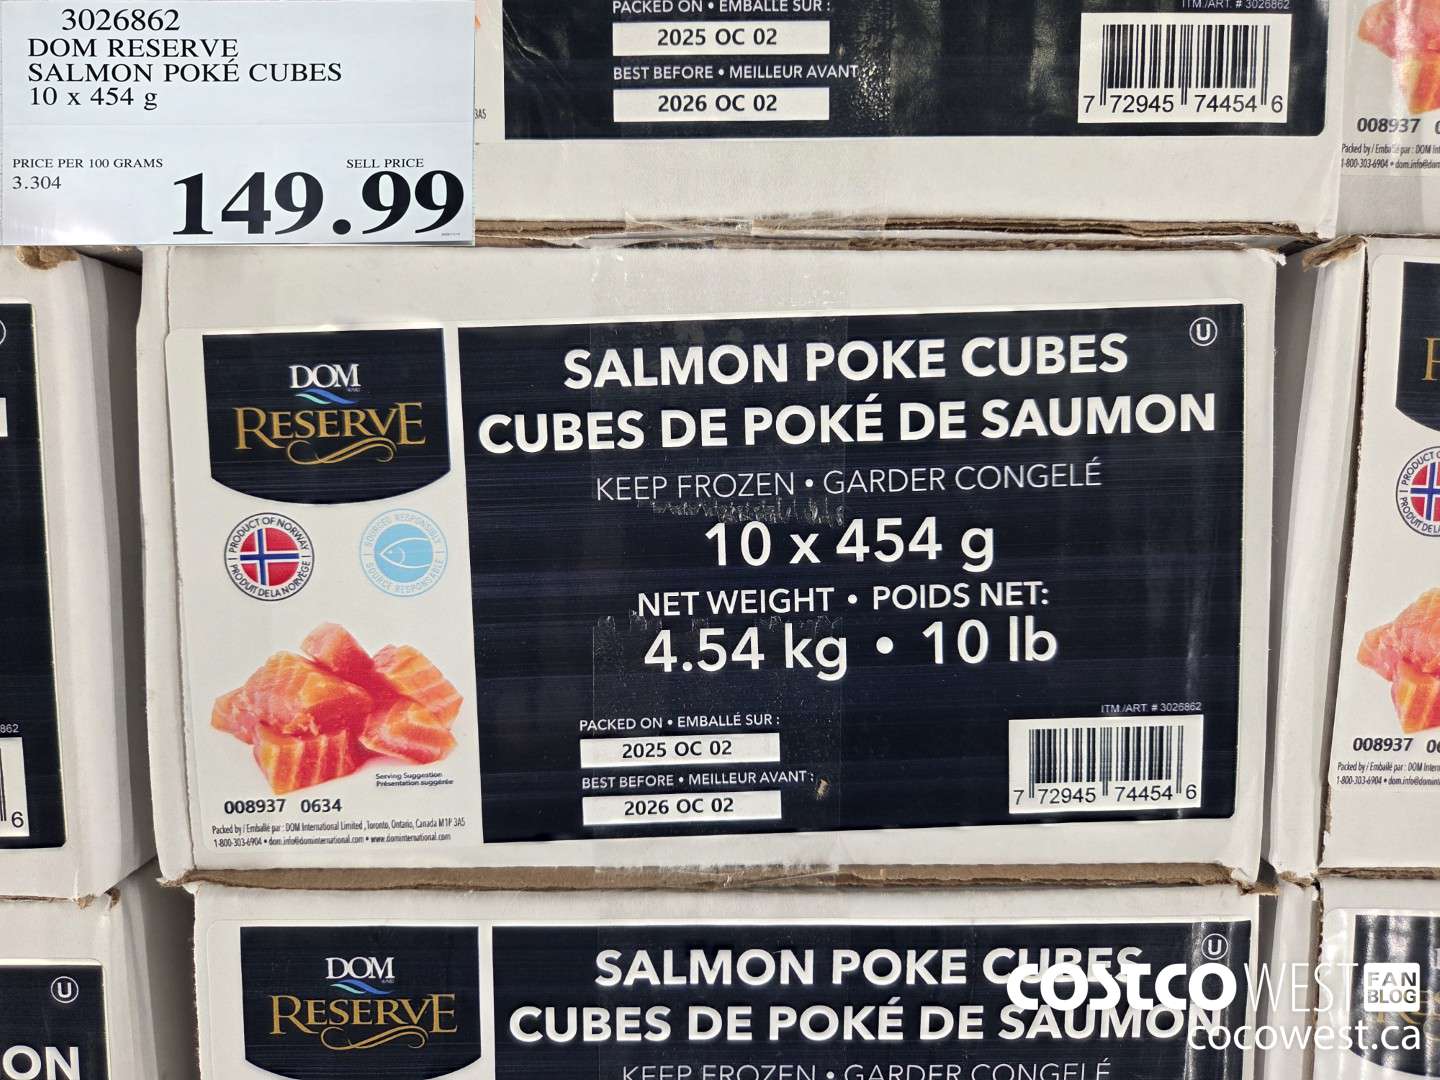 3026862
DOM RESERVE
SALMON POKÉ CUBES
10 x 454 g
PRICE PER 100 GRAMS
3.304
SELL PRICE
149.99
PACKED ON • EMBALLÉ SUR :
2025 OC 02
BEST BEFORE • MEILLEUR AVANT
2026 OC 02
ITM./ART. # 3026862
7 72945 74454 6
3A5
008937
DOM
RESERVE
PRODUCT OF NORWAY
PRODUIT DE LA NORVÈGE
SOURCED RESPONSIBLY
SOURCE RESPONSABLE
Serving Suggestion
Présentation suggérée
008937 0634
Packed by / Emballé par : DOM International Limited, Toronto, Ontario, Canada M1P 3A5
1-800-303-6904 • dom.info@dominternational.com • www.dominternational.com
U
SALMON POKE CUBES
CUBES DE POKÉ DE SAUMON
KEEP FROZEN • GARDER CONGELÉ
10 x 454 g
NET WEIGHT • POIDS NET:
4.54 kg • 10 lb
PACKED ON • EMBALLÉ SUR :
2025 OC 02
BEST BEFORE • MEILLEUR AVANT :
2026 OC 02
ITM./ART. # 3026862
7 72945 74454 6
862
6
008937
U
ON
DOM
RESERVE
U
SALMON POKE CUBES
CUBES DE POKÉ DE SAUMON
KEEP FROZEN • GARDER CONGELÉ
COSTCO WEST FAN BLOG
cocowest.ca